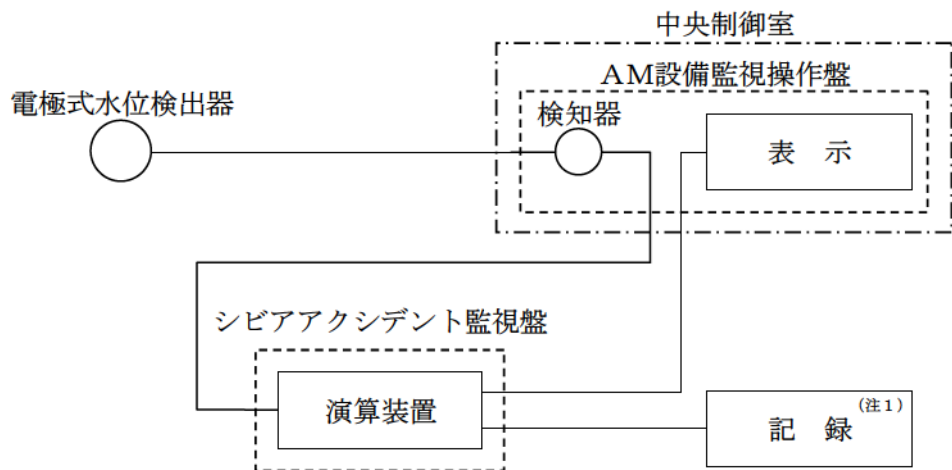 中央制御室
AM設備監視操作盤
電極式水位検出器
検知器
表 示
シビアアクシデント監視盤
演算装置
記 録(注1)